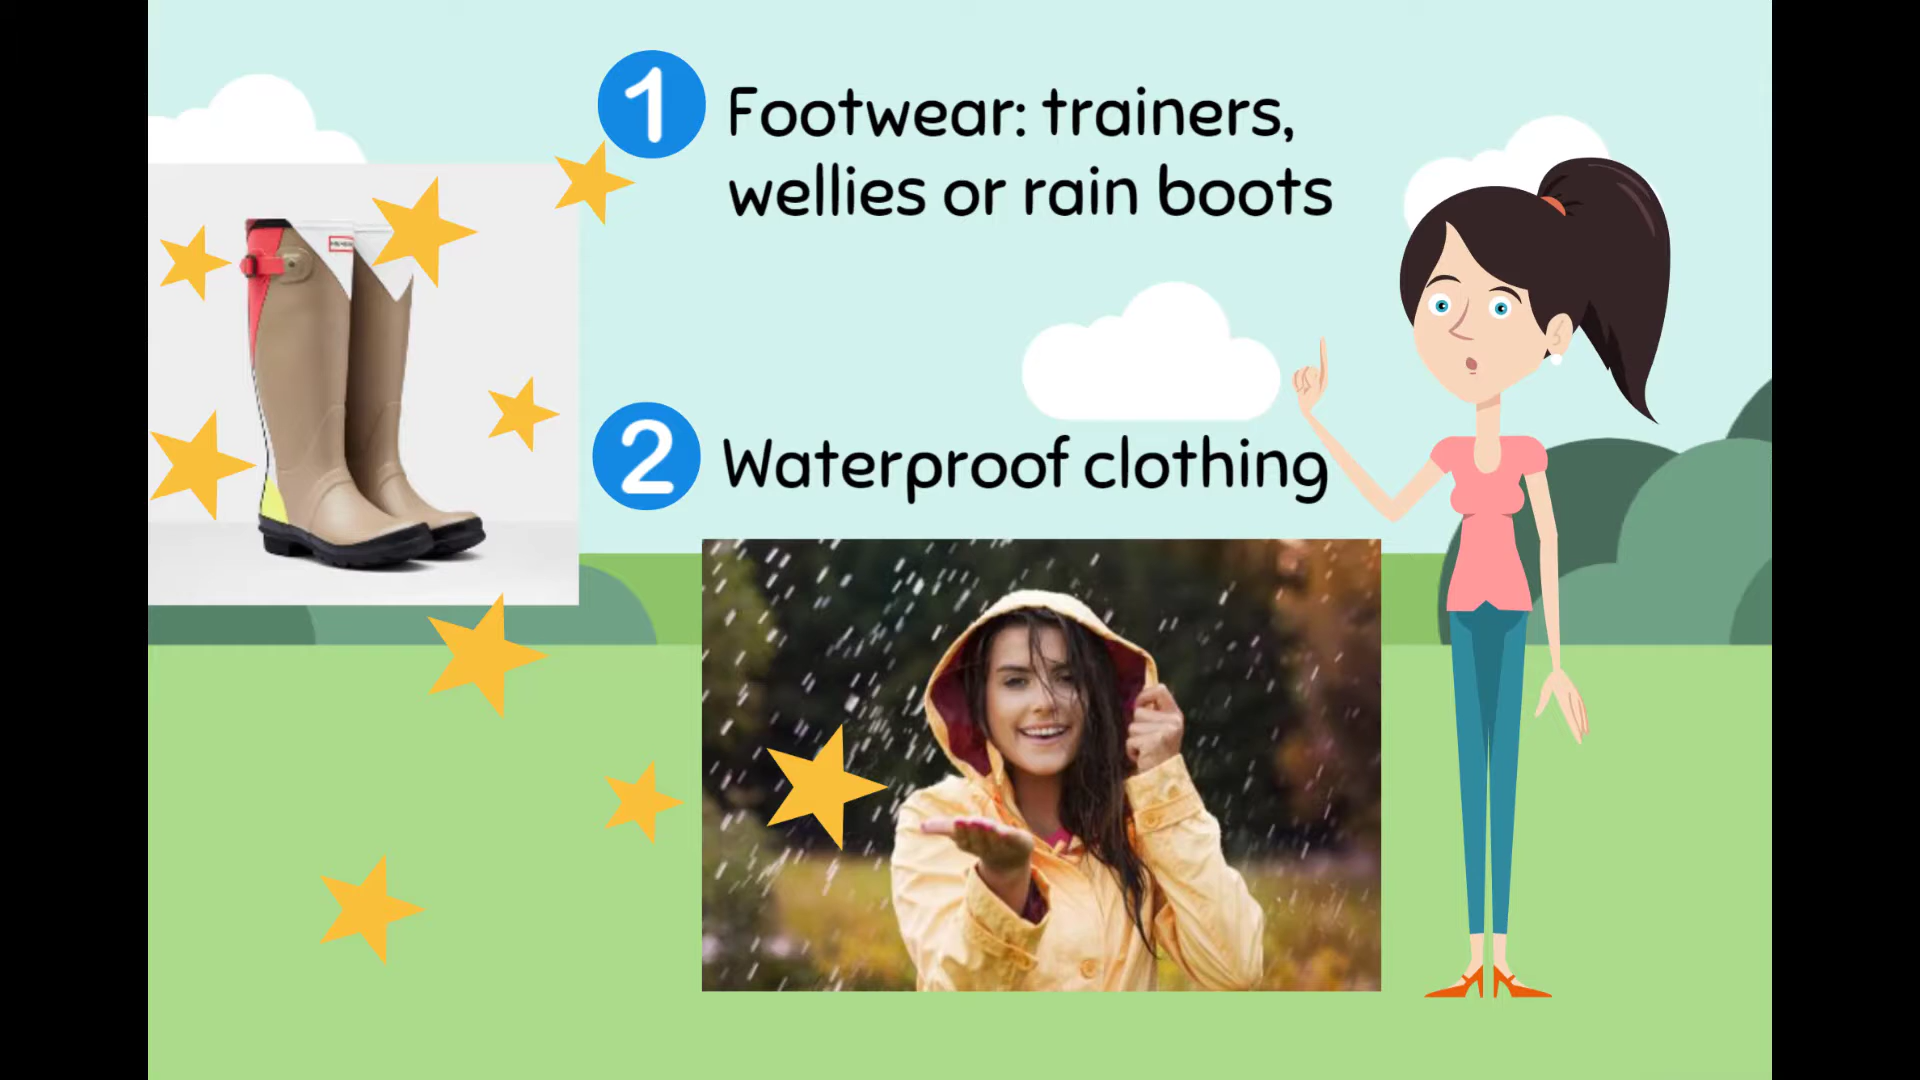 1 Footwear: trainers,
wellies or rain boots
2 Waterproof clothing